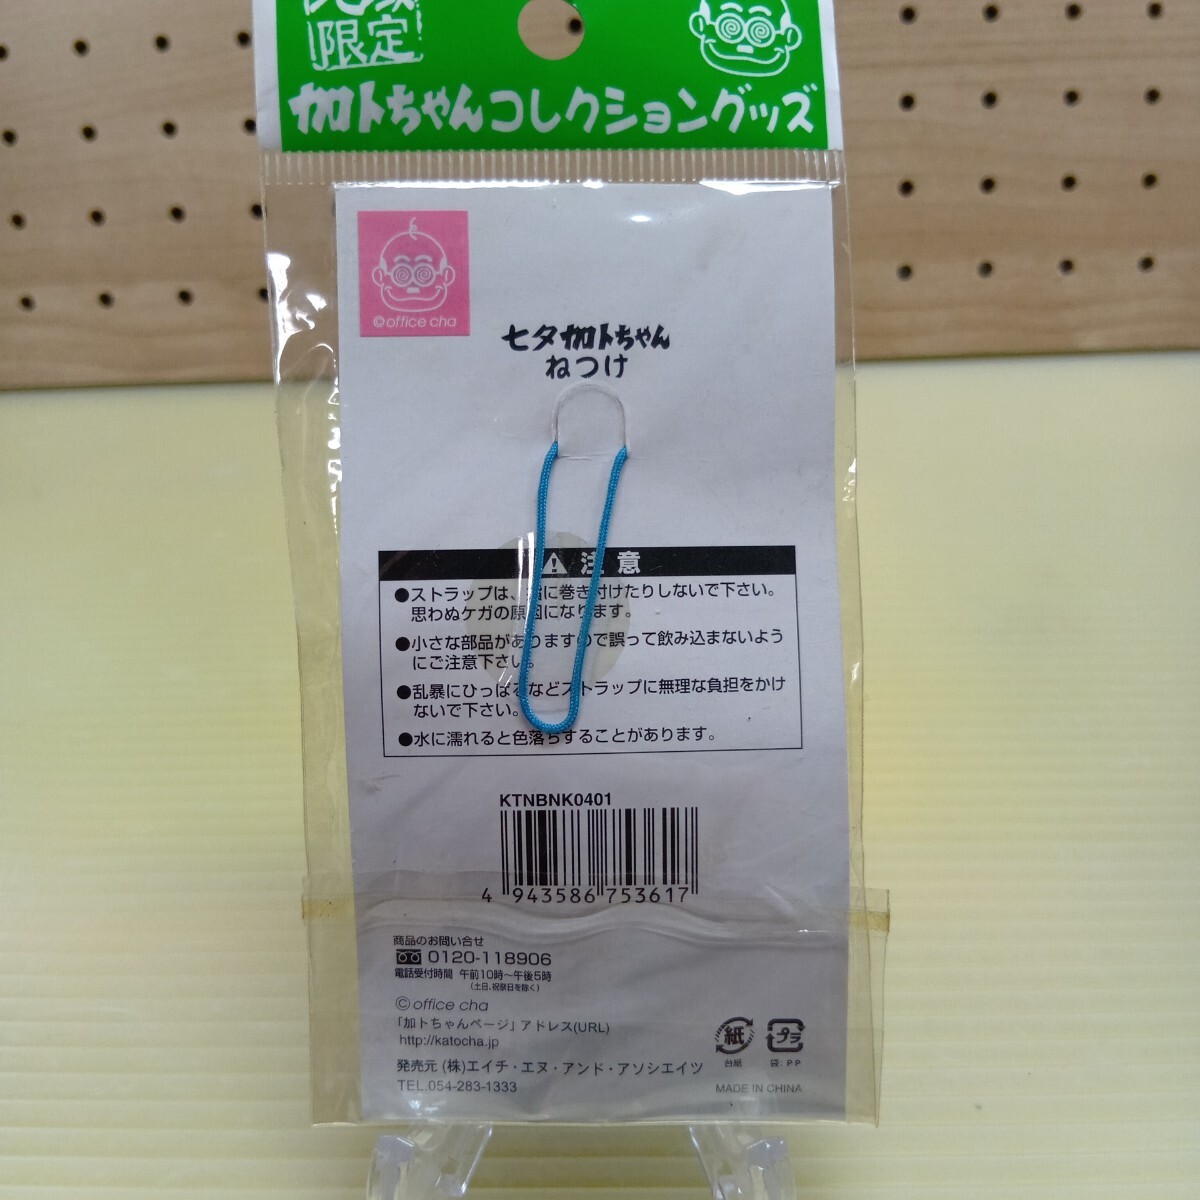 限定
加トちゃんコレクショングッズ
©office cha
七夕加トちゃん
ねつけ
注意
●ストラップは、指に巻き付けたりしないで下さい。
思わぬケガの原因になります。
●小さな部品がありますので誤って飲み込まないよう
にご注意下さい。
●乱暴にひっぱるなどストラップに無理な負担をかけ
ないで下さい。
●水に濡れると色落ちすることがあります。
KTNBNK0401
4 943586 753617
商品のお問い合せ
0120-118906
電話受付時間 午前10時〜午後5時
(土日、祝祭日を除く)
©office cha
「加トちゃんページ」アドレス(URL)
http://katocha.jp
発売元 (株)エイチ・エヌ・アンド・アソシエイツ
TEL.054-283-1333
紙
台紙
プラ
袋:PP
MADE IN CHINA